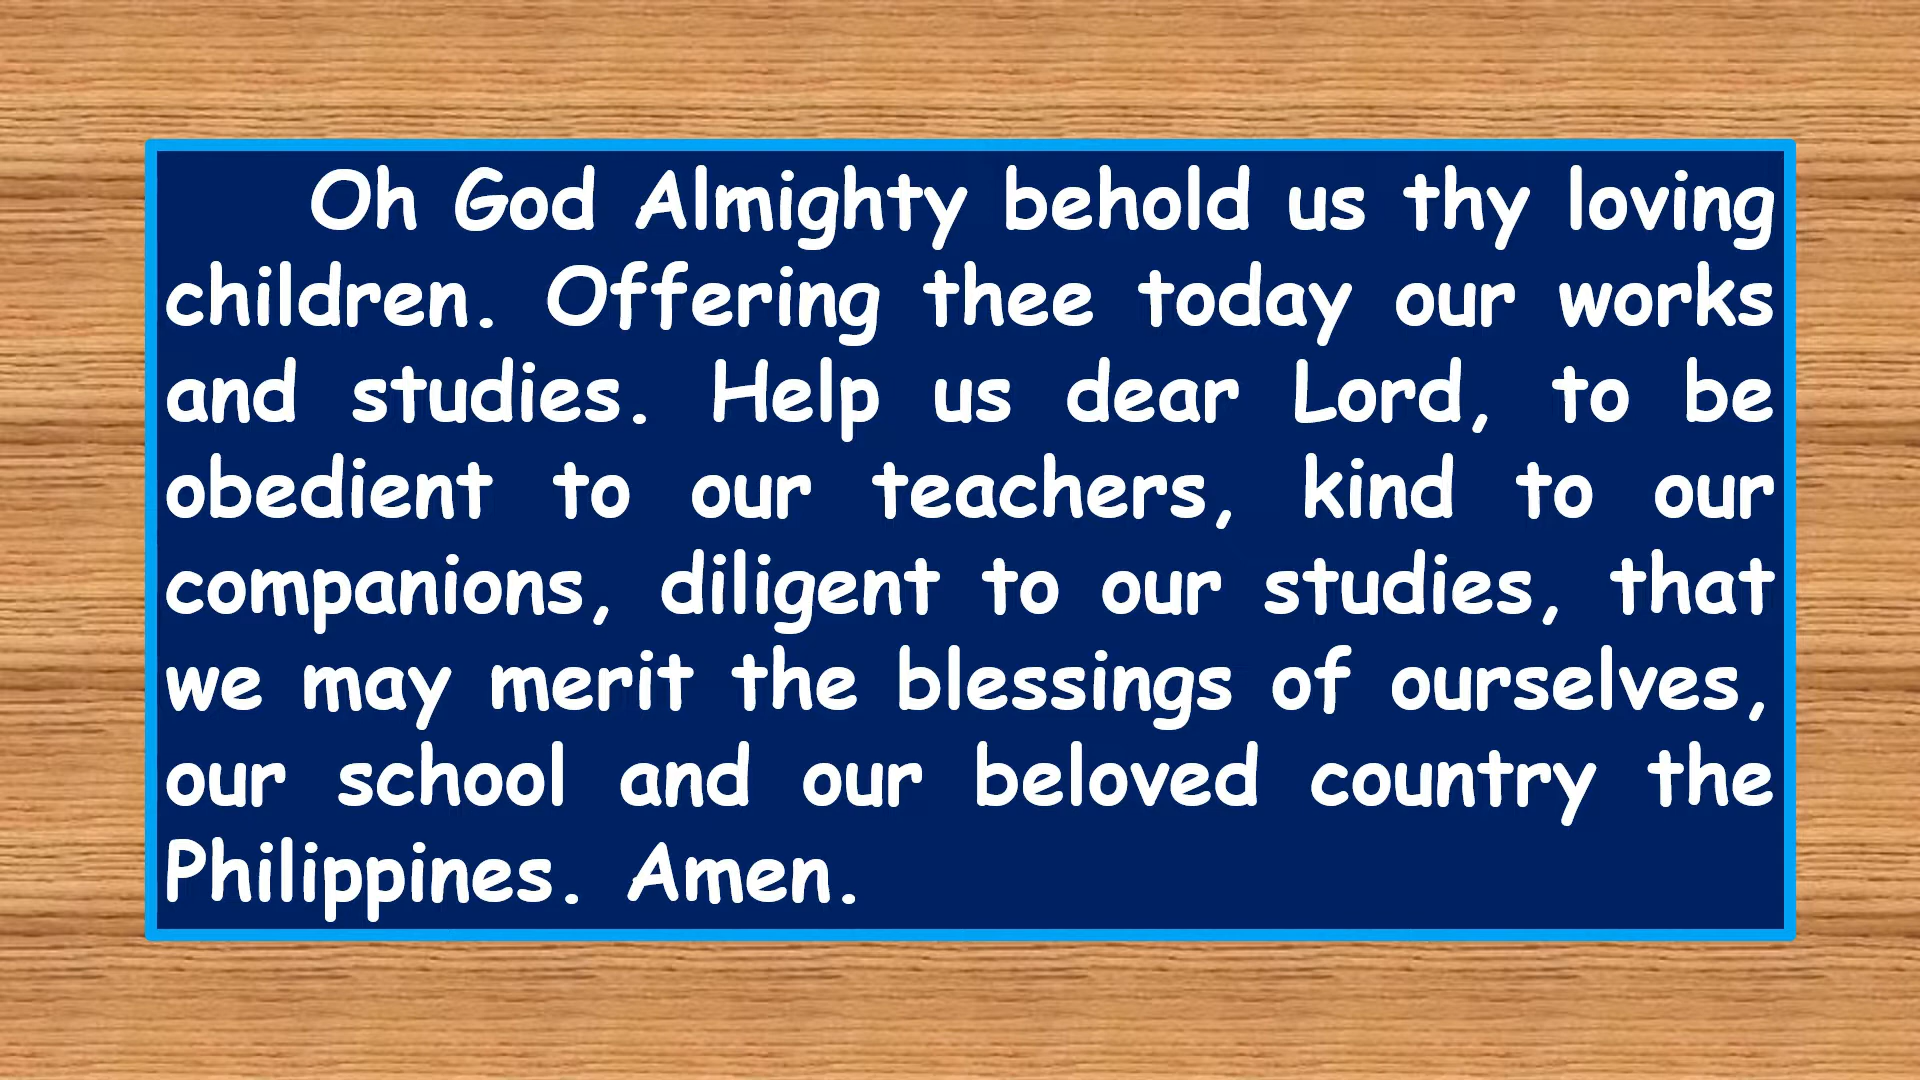 Oh God Almighty behold us thy loving
children. Offering thee today our works
and studies. Help us dear Lord, to be
obedient to our teachers, kind to our
companions, diligent to our studies, that
we may merit the blessings of ourselves,
our school and our beloved country the
Philippines. Amen.